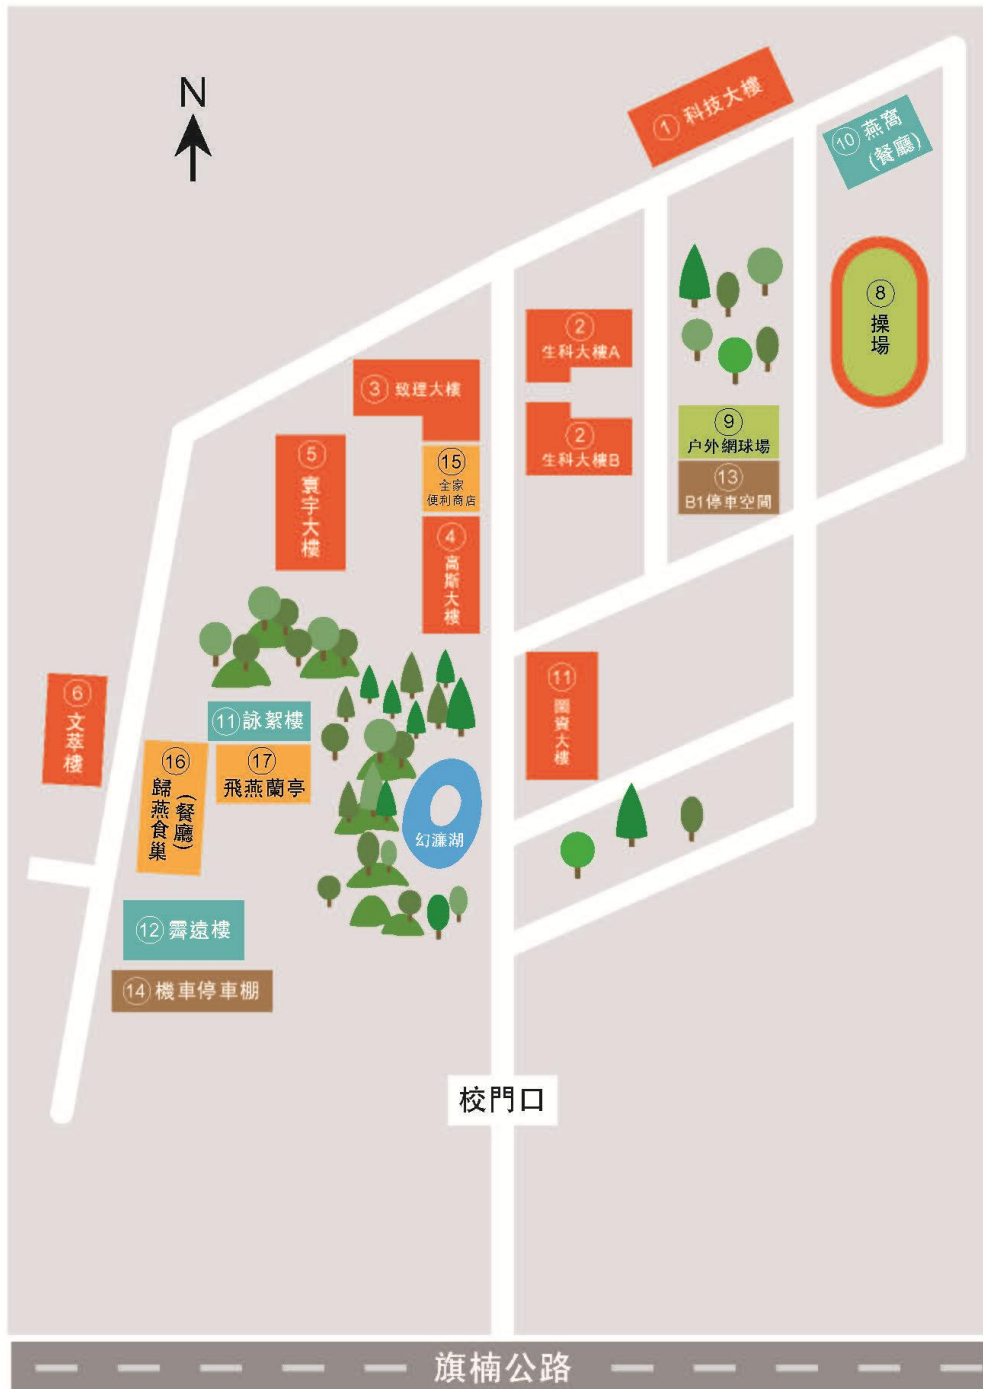 N
① 科技大樓
⑩ 燕窩
(餐廳)
⑧
操場
②
生科大樓A
③ 致理大樓
②
生科大樓B
⑨
户外網球場
⑬
B1停車空間
⑤
寰宇大樓
⑮
全家
便利商店
④
高斯大樓
⑪
圖資大樓
⑥
文萃樓
⑪ 詠絮樓
⑯
歸燕食巢
(餐廳)
⑰
飛燕蘭亭
幻濂湖
⑫ 霽遠樓
⑭ 機車停車棚
校門口
旗楠公路